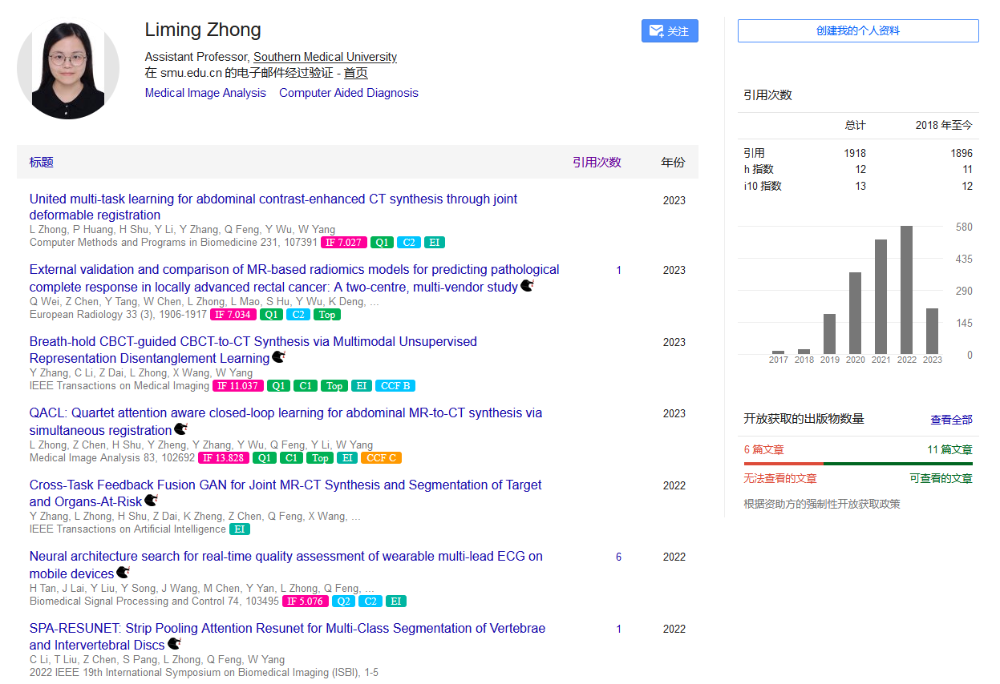 Liming Zhong
关注
Assistant Professor, Southern Medical University
在 smu.edu.cn 的电子邮件经过验证 - 首页
Medical Image Analysis Computer Aided Diagnosis
标题 引用次数 年份
United multi-task learning for abdominal contrast-enhanced CT synthesis through joint 2023
deformable registration
L Zhong, P Huang, H Shu, Y Li, Y Zhang, Q Feng, Y Wu, W Yang
Computer Methods and Programs in Biomedicine 231, 107391 IF 7.027 Q1 C2 EI
External validation and comparison of MR-based radiomics models for predicting pathological 1 2023
complete response in locally advanced rectal cancer: A two-centre, multi-vendor study
Q Wei, Z Chen, Y Tang, W Chen, L Zhong, L Mao, S Hu, Y Wu, K Deng, ...
European Radiology 33 (3), 1906-1917 IF 7.034 Q1 C2 Top
Breath-hold CBCT-guided CBCT-to-CT Synthesis via Multimodal Unsupervised 2023
Representation Disentanglement Learning
Y Zhang, C Li, Z Dai, L Zhong, X Wang, W Yang
IEEE Transactions on Medical Imaging IF 11.037 Q1 C1 Top EI CCF B
QACL: Quartet attention aware closed-loop learning for abdominal MR-to-CT synthesis via 2023
simultaneous registration
L Zhong, Z Chen, H Shu, Y Zheng, Y Zhang, Y Wu, Q Feng, Y Li, W Yang
Medical Image Analysis 83, 102692 IF 13.828 Q1 C1 Top EI CCF C
Cross-Task Feedback Fusion GAN for Joint MR-CT Synthesis and Segmentation of Target 2022
and Organs-At-Risk
Y Zhang, L Zhong, H Shu, Z Dai, K Zheng, Z Chen, Q Feng, X Wang, ...
IEEE Transactions on Artificial Intelligence EI
Neural architecture search for real-time quality assessment of wearable multi-lead ECG on 6 2022
mobile devices
H Tan, J Lai, Y Liu, Y Song, J Wang, M Chen, Y Yan, L Zhong, Q Feng, ...
Biomedical Signal Processing and Control 74, 103495 IF 5.076 Q2 C2 EI
SPA-RESUNET: Strip Pooling Attention Resunet for Multi-Class Segmentation of Vertebrae 1 2022
and Intervertebral Discs
C Li, T Liu, Z Chen, S Pang, L Zhong, Q Feng, W Yang
2022 IEEE 19th International Symposium on Biomedical Imaging (ISBI), 1-5
创建我的个人资料
引用次数
总计 2018 年至今
引用 1918 1896
h 指数 12 11
i10 指数 13 12
580
435
290
145
0
2017 2018 2019 2020 2021 2022 2023
开放获取的出版物数量 查看全部
6 篇文章 11 篇文章
无法查看的文章 可查看的文章
根据资助方的强制性开放获取政策